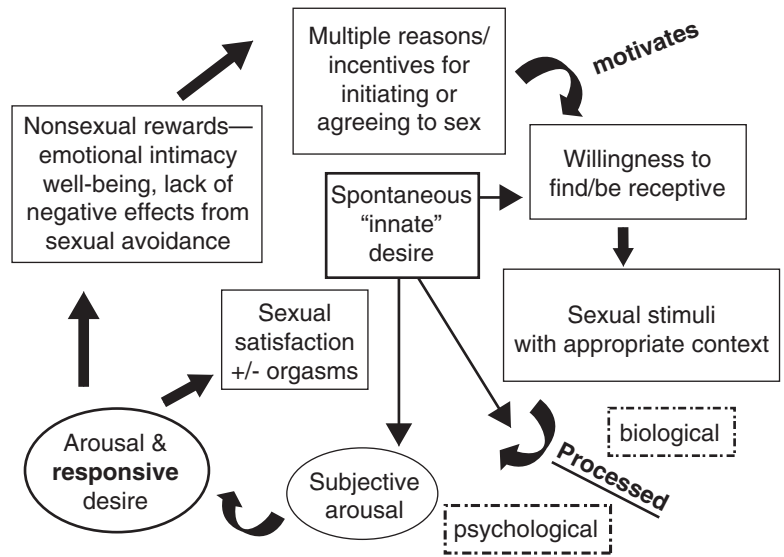 Multiple reasons/
incentives for
initiating or
agreeing to sex
motivates
Nonsexual rewards—
emotional intimacy
well-being, lack of
negative effects from
sexual avoidance
Willingness to
find/be receptive
Spontaneous
“innate”
desire
Sexual stimuli
with appropriate context
Sexual
satisfaction
+/- orgasms
biological
Processed
Arousal &
responsive
desire
Subjective
arousal
psychological